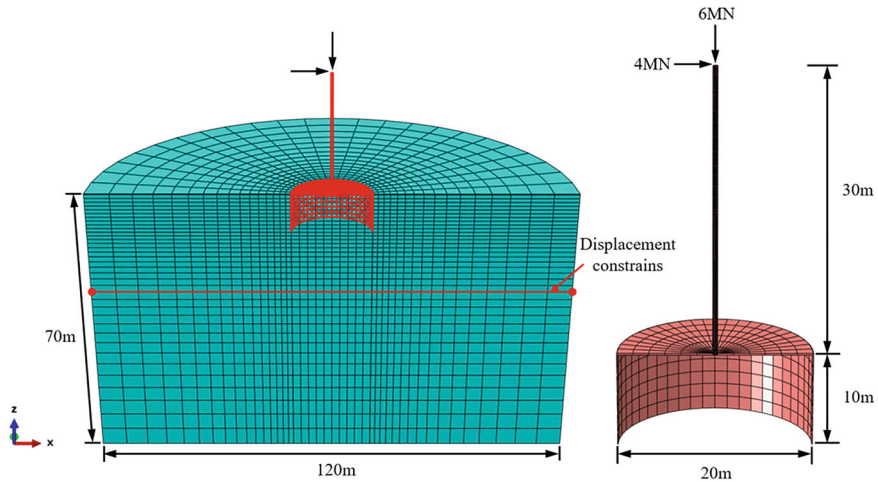 6MN
4MN
30m
Displacement
constrains
70m
10m
z
x
120m
20m